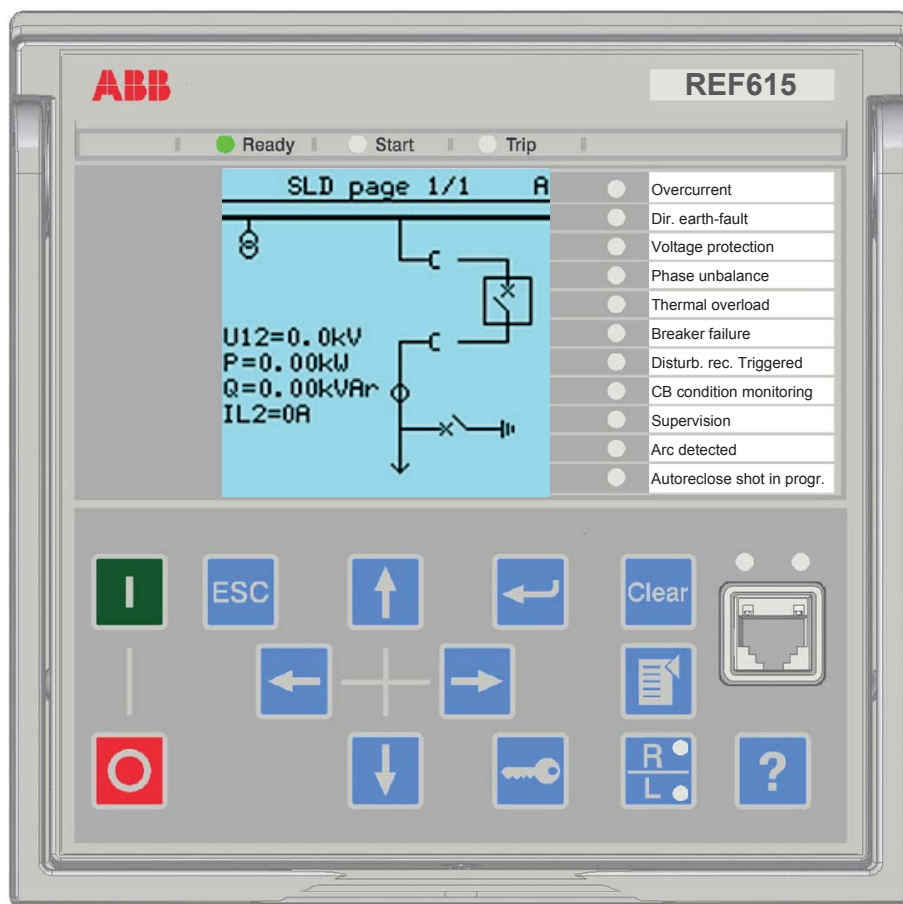 ABB
REF615
Ready
Start
Trip
SLD page 1/1 A
U12=0.0kV
P=0.00kW
Q=0.00kVAr
IL2=0A
Overcurrent
Dir. earth-fault
Voltage protection
Phase unbalance
Thermal overload
Breaker failure
Disturb. rec. Triggered
CB condition monitoring
Supervision
Arc detected
Autoreclose shot in progr.
I
ESC
Clear
O
R
L
?